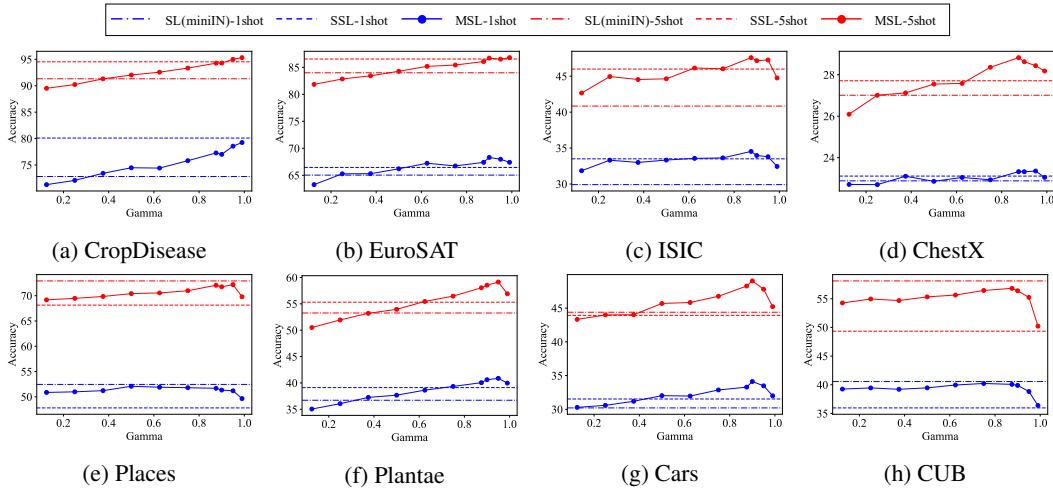 SL(miniIN)-1shot SSL-1shot MSL-1shot SL(miniIN)-5shot SSL-5shot MSL-5shot
95
90
85
80
75
Accuracy
0.2 0.4 0.6 0.8 1.0
Gamma
(a) CropDisease
85
80
75
70
65
Accuracy
0.2 0.4 0.6 0.8 1.0
Gamma
(b) EuroSAT
45
40
35
30
Accuracy
0.2 0.4 0.6 0.8 1.0
Gamma
(c) ISIC
28
26
24
Accuracy
0.2 0.4 0.6 0.8 1.0
Gamma
(d) ChestX
70
60
50
Accuracy
0.2 0.4 0.6 0.8 1.0
Gamma
(e) Places
60
55
50
45
40
35
Accuracy
0.2 0.4 0.6 0.8 1.0
Gamma
(f) Plantae
45
40
35
30
Accuracy
0.2 0.4 0.6 0.8 1.0
Gamma
(g) Cars
55
50
45
40
35
Accuracy
0.2 0.4 0.6 0.8 1.0
Gamma
(h) CUB